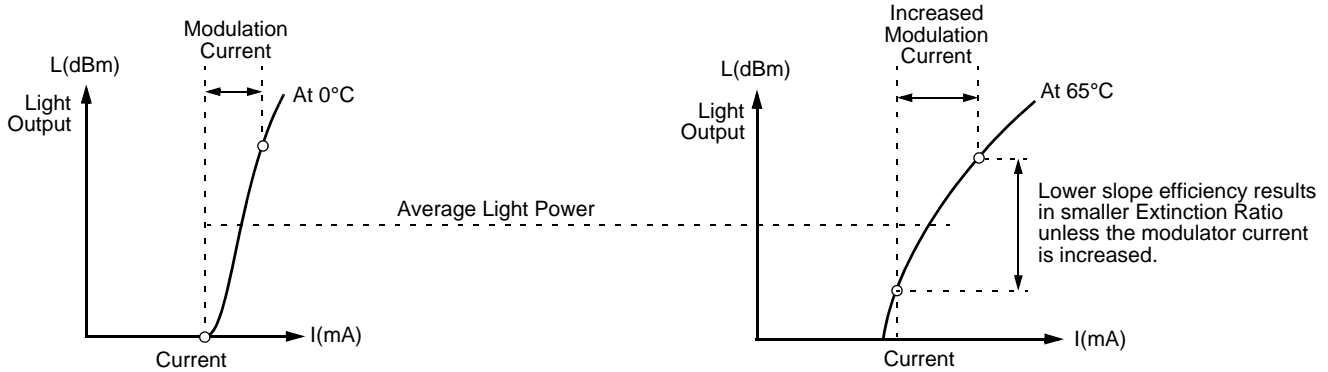 Modulation
Current
L(dBm)
Light
Output
At 0°C
Average Light Power
I(mA)
Current
Increased
Modulation
Current
L(dBm)
Light
Output
At 65°C
Lower slope efficiency results
in smaller Extinction Ratio
unless the modulator current
is increased.
I(mA)
Current